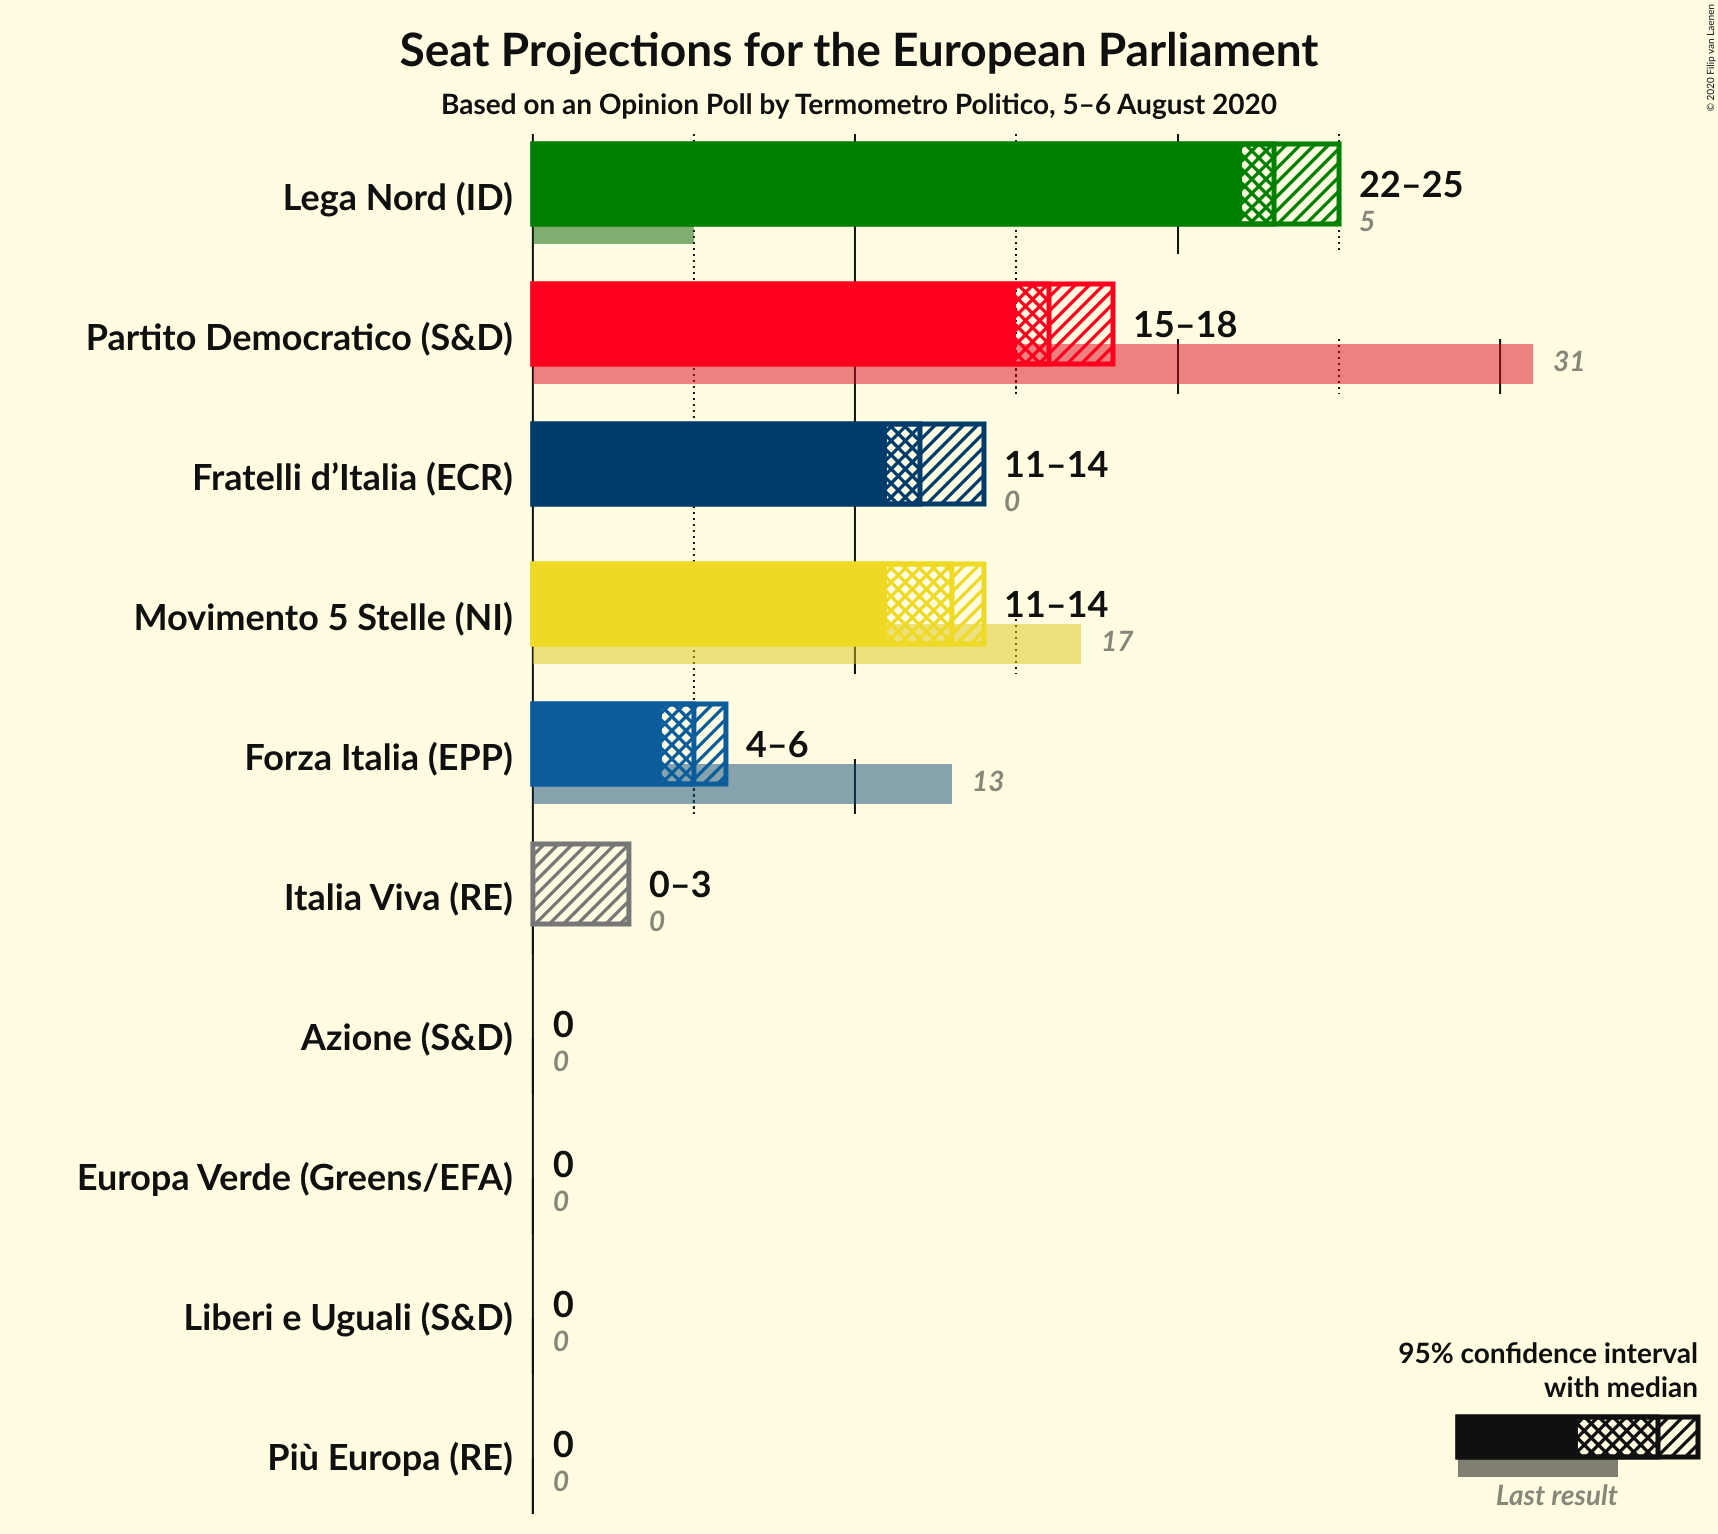 Seat Projections for the European Parliament
Based on an Opinion Poll by Termometro Politico, 5–6 August 2020
© 2020 Filip van Laenen
Lega Nord (ID)
22–25
5
Partito Democratico (S&D)
15–18
31
Fratelli d’Italia (ECR)
11–14
0
Movimento 5 Stelle (NI)
11–14
17
Forza Italia (EPP)
4–6
13
Italia Viva (RE)
0–3
0
Azione (S&D)
0
0
Europa Verde (Greens/EFA)
0
0
Liberi e Uguali (S&D)
0
0
Più Europa (RE)
0
0
95% confidence interval
with median
Last result